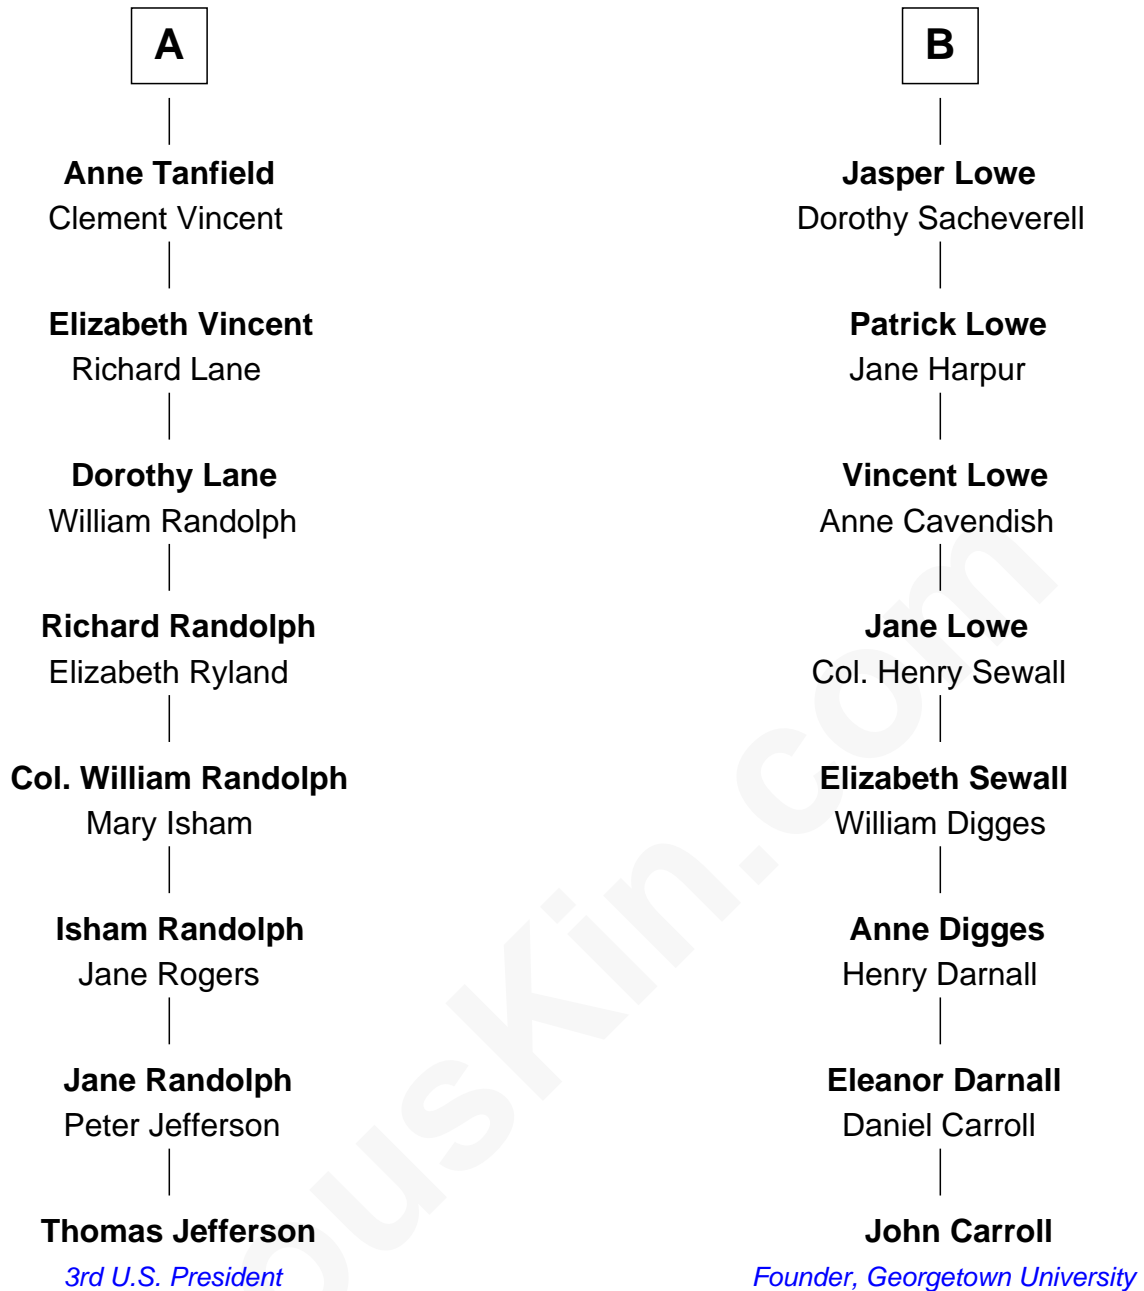 A
Anne Tanfield
Clement Vincent
Elizabeth Vincent
Richard Lane
Dorothy Lane
William Randolph
Richard Randolph
Elizabeth Ryland
Col. William Randolph
Mary Isham
Isham Randolph
Jane Rogers
Jane Randolph
Peter Jefferson
Thomas Jefferson
3rd U.S. President
B
Jasper Lowe
Dorothy Sacheverell
Patrick Lowe
Jane Harpur
Vincent Lowe
Anne Cavendish
Jane Lowe
Col. Henry Sewall
Elizabeth Sewall
William Digges
Anne Digges
Henry Darnall
Eleanor Darnall
Daniel Carroll
John Carroll
Founder, Georgetown University
ousKin.com